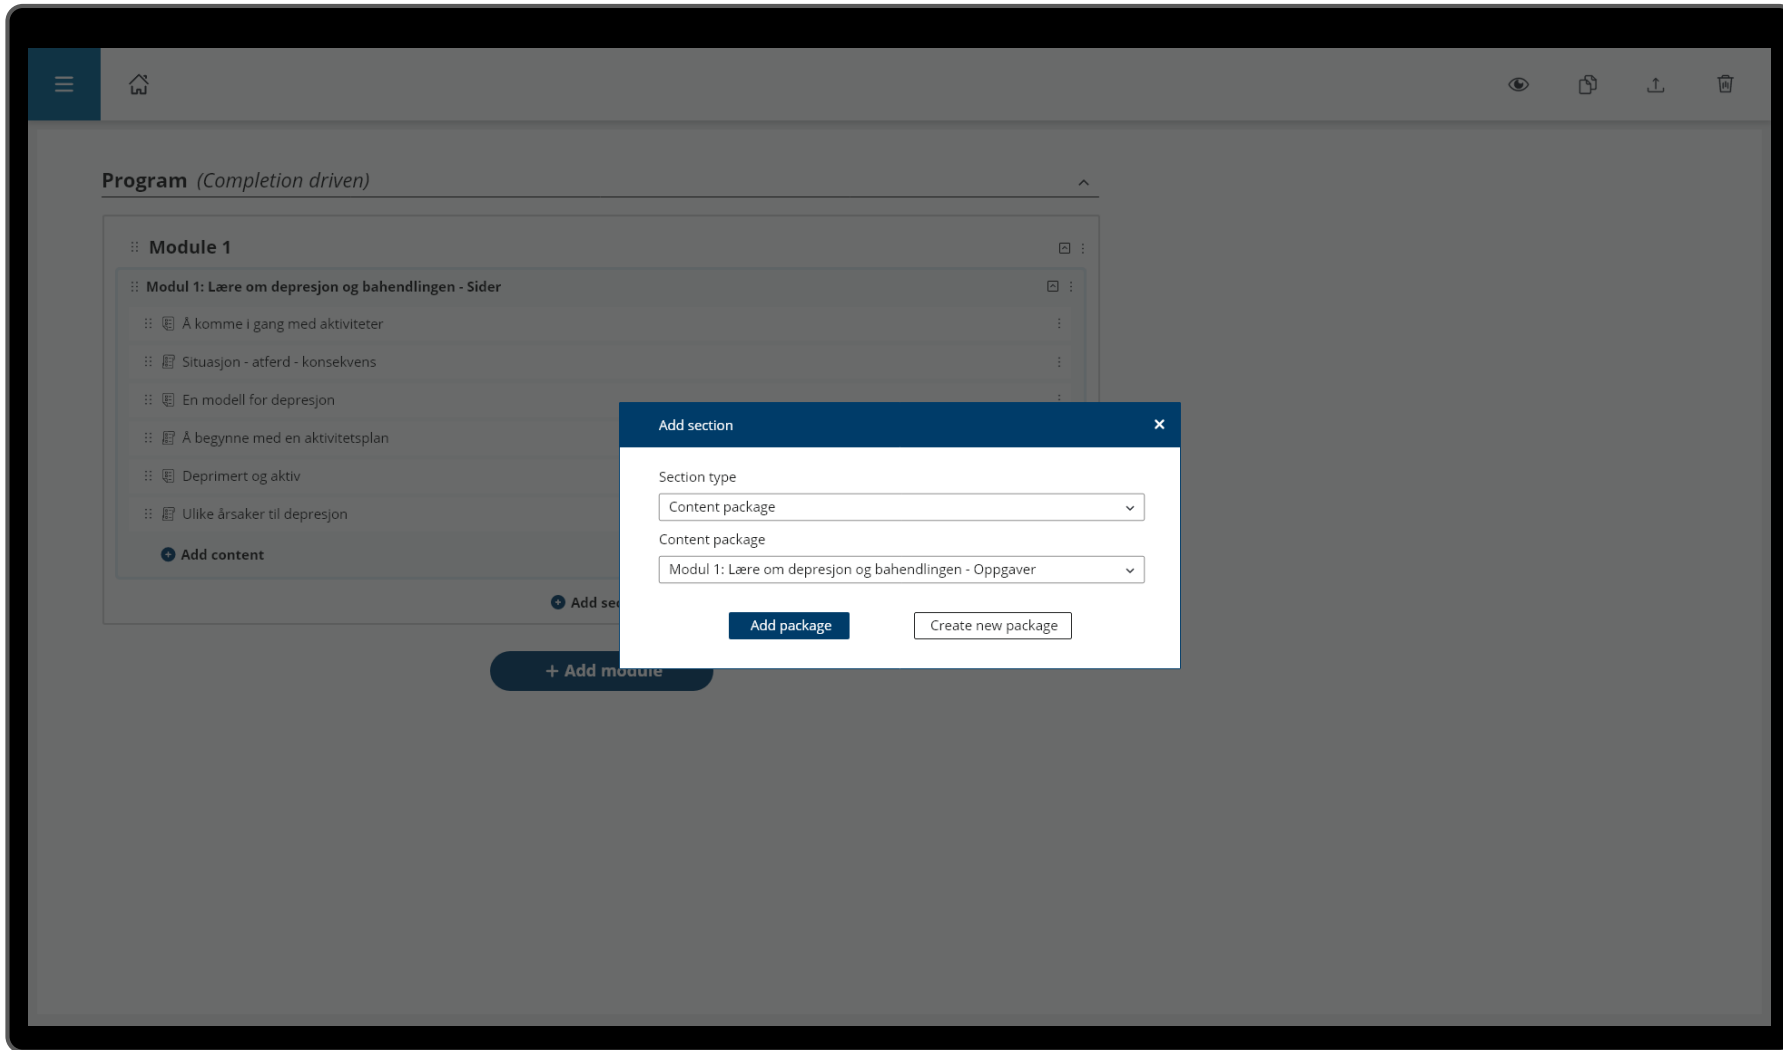 Program (Completion driven)
Module 1
Modul 1: Lære om depresjon og bahendlingen - Sider
Å komme i gang med aktiviteter
Situasjon - atferd - konsekvens
En modell for depresjon
Å begynne med en aktivitetsplan
Deprimert og aktiv
Ulike årsaker til depresjon
Add content
Add sec
+ Add module
Add section
Section type
Content package
Content package
Modul 1: Lære om depresjon og bahendlingen - Oppgaver
Add package
Create new package